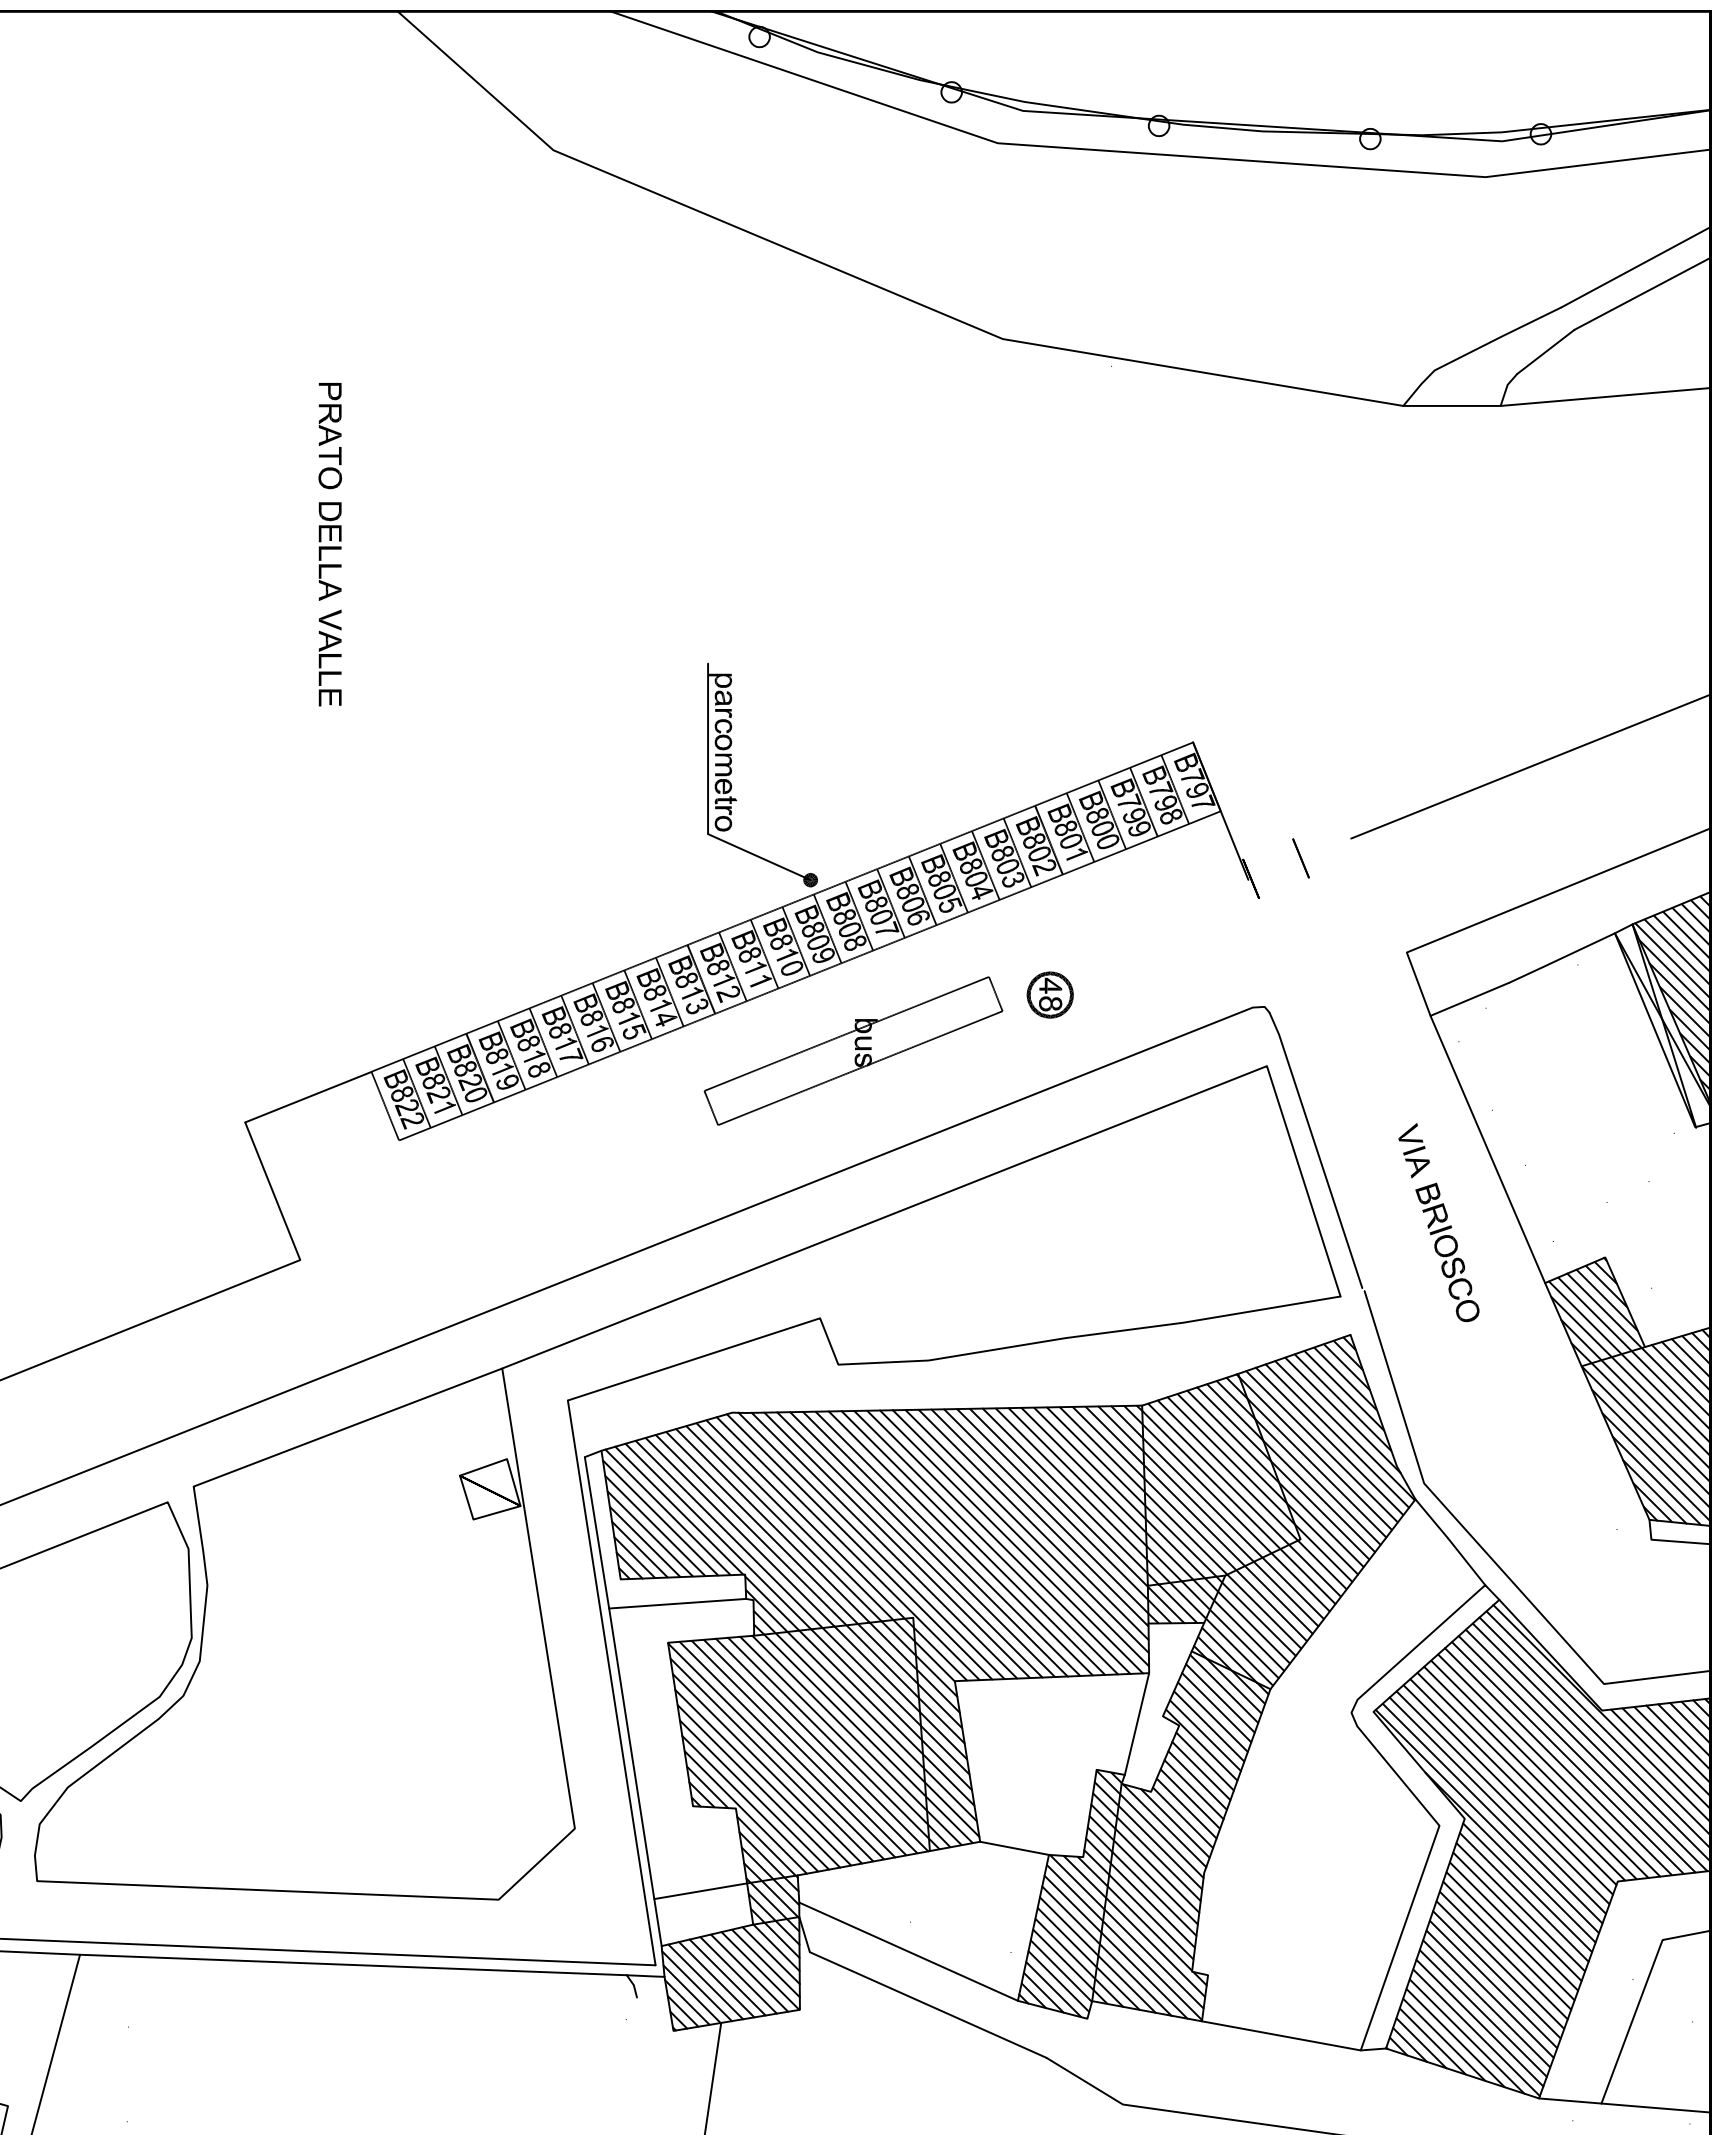 PRATO DELLA VALLE
parcometro
B797
B798
B799
B800
B801
B802
B803
B804
B805
B806
B807
B808
B809
B810
B811
B812
B813
B814
B815
B816
B817
B818
B819
B820
B821
B822
48
bus
VIA BRIOSCO